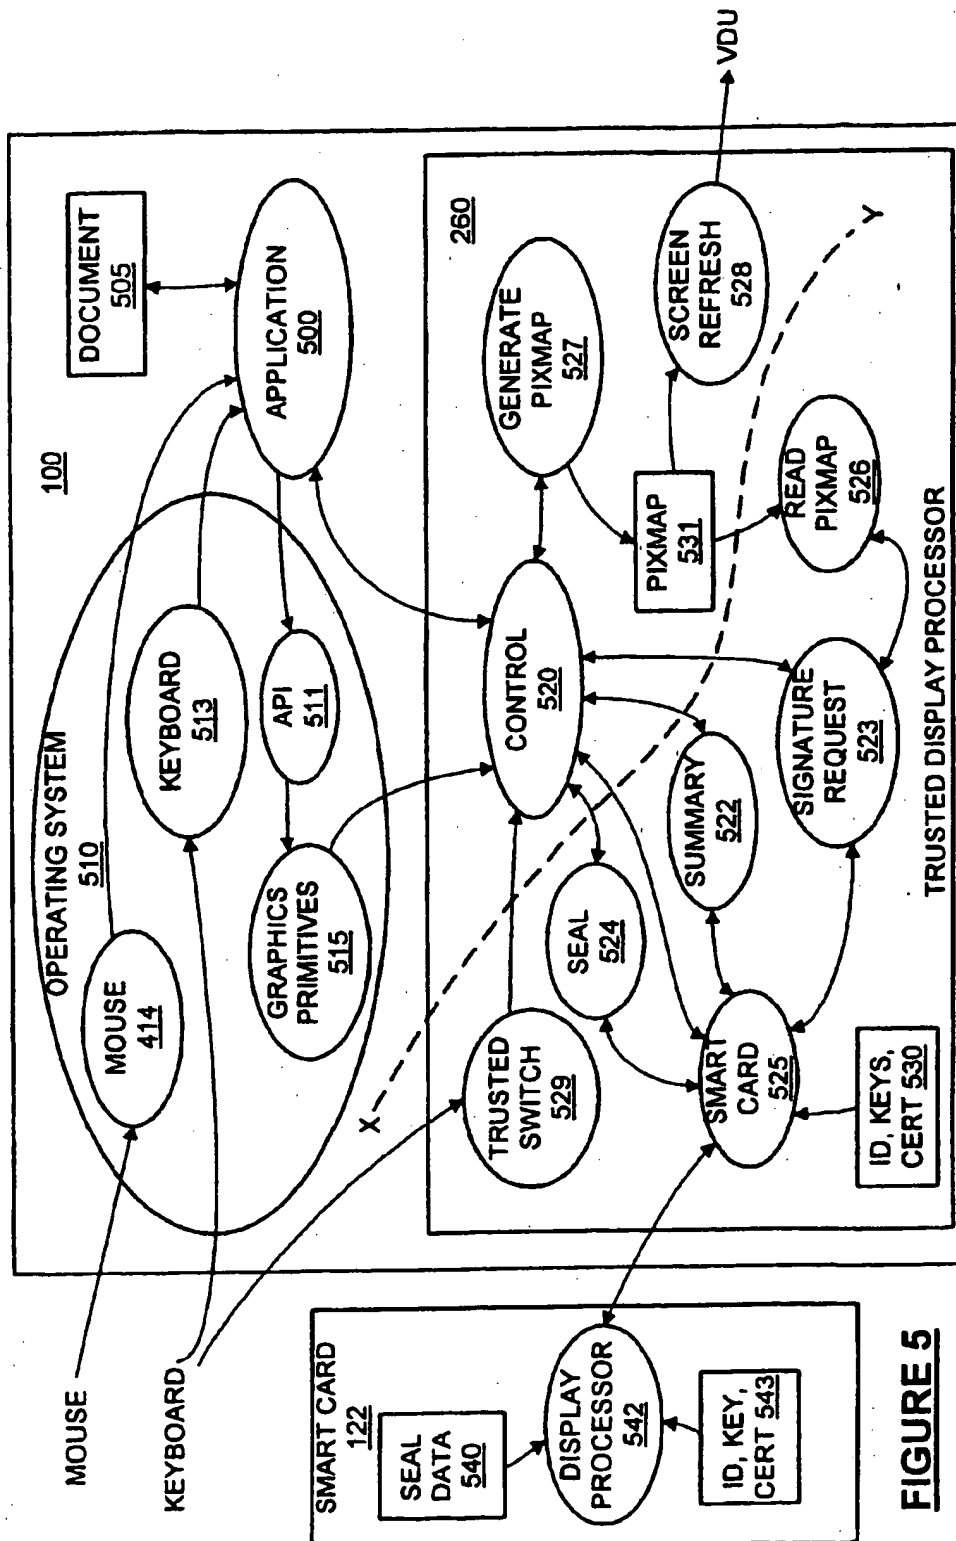 MOUSE
KEYBOARD
100
OPERATING SYSTEM
510
MOUSE
414
KEYBOARD
513
API
511
GRAPHICS
PRIMITIVES
515
DOCUMENT
505
APPLICATION
500
X
260
TRUSTED
SWITCH
529
CONTROL
520
GENERATE
PIXMAP
527
SEAL
524
PIXMAP
531
SCREEN
REFRESH
528
VDU
SUMMARY
522
SMART
CARD
525
SIGNATURE
REQUEST
523
READ
PIXMAP
526
Y
ID, KEYS,
CERT 530
TRUSTED DISPLAY PROCESSOR
SMART CARD
122
SEAL
DATA
540
DISPLAY
PROCESSOR
542
ID, KEY,
CERT 543
FIGURE 5